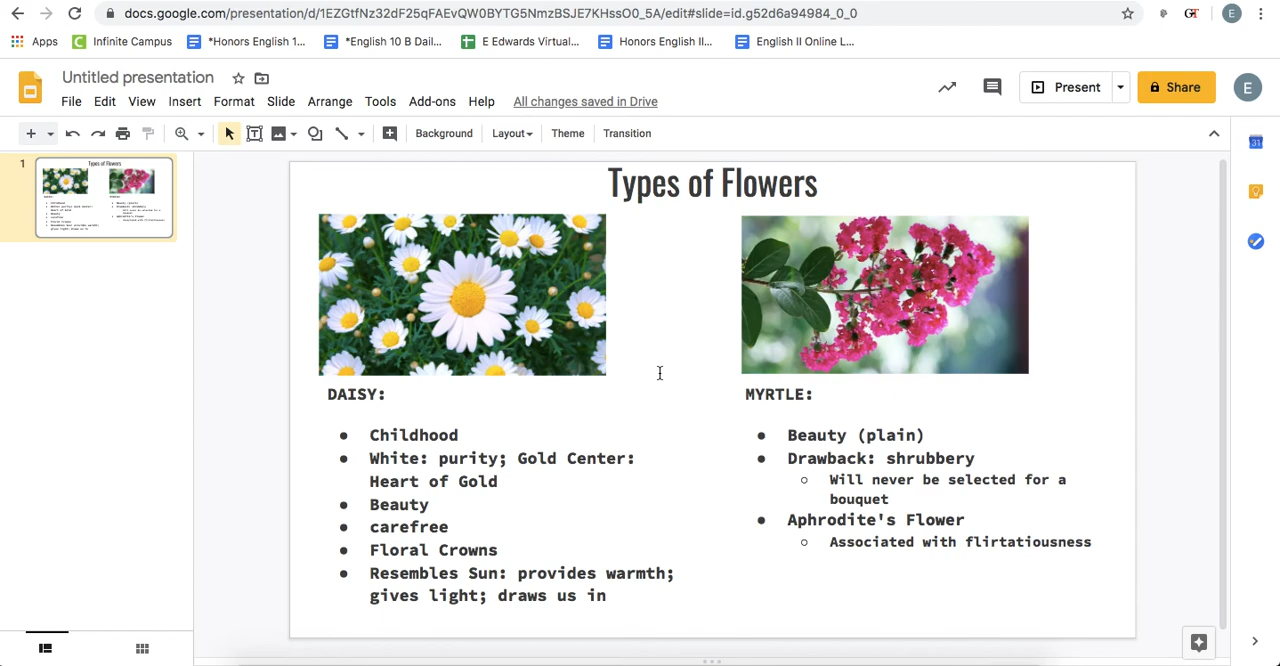 docs.google.com/presentation/d/1EZGtfNz32dF25qFAEvQW0BYTG5NmzBSJE7KHssO0_5A/edit#slide=id.g52d6a94984_0_0
GT
E
Apps
Infinite Campus
*Honors English 1...
*English 10 B Dail...
E Edwards Virtual...
Honors English II...
English II Online L...
Untitled presentation
File Edit View Insert Format Slide Arrange Tools Add-ons Help All changes saved in Drive
Present
Share
E
Background Layout Theme Transition
31
1
Types of Flowers
DAISY:
Childhood
White: purity; Gold Center:
Heart of Gold
Beauty
carefree
Floral Crowns
Resembles Sun: provides warmth;
gives light; draws us in
MYRTLE:
Beauty (plain)
Drawback: shrubbery
Will never be selected for a
bouquet
Aphrodite's Flower
Associated with flirtatiousness